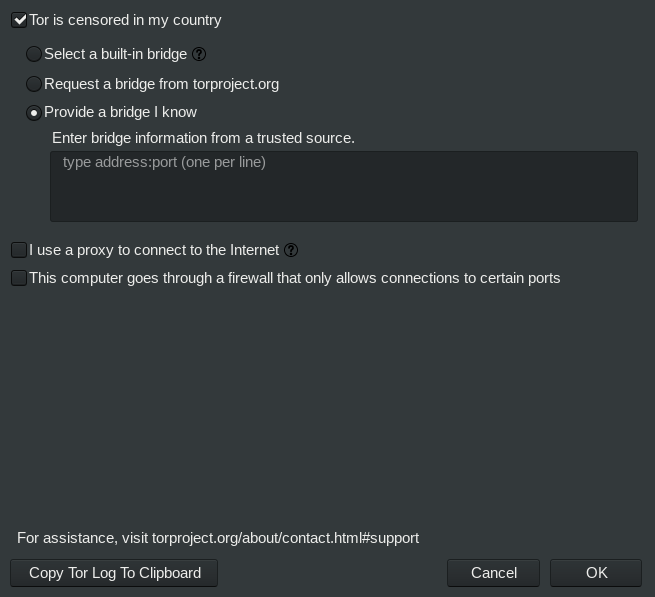 Tor is censored in my country
Select a built-in bridge ?
Request a bridge from torproject.org
Provide a bridge I know
Enter bridge information from a trusted source.
type address:port (one per line)
I use a proxy to connect to the Internet ?
This computer goes through a firewall that only allows connections to certain ports
For assistance, visit torproject.org/about/contact.html#support
Copy Tor Log To Clipboard
Cancel
OK